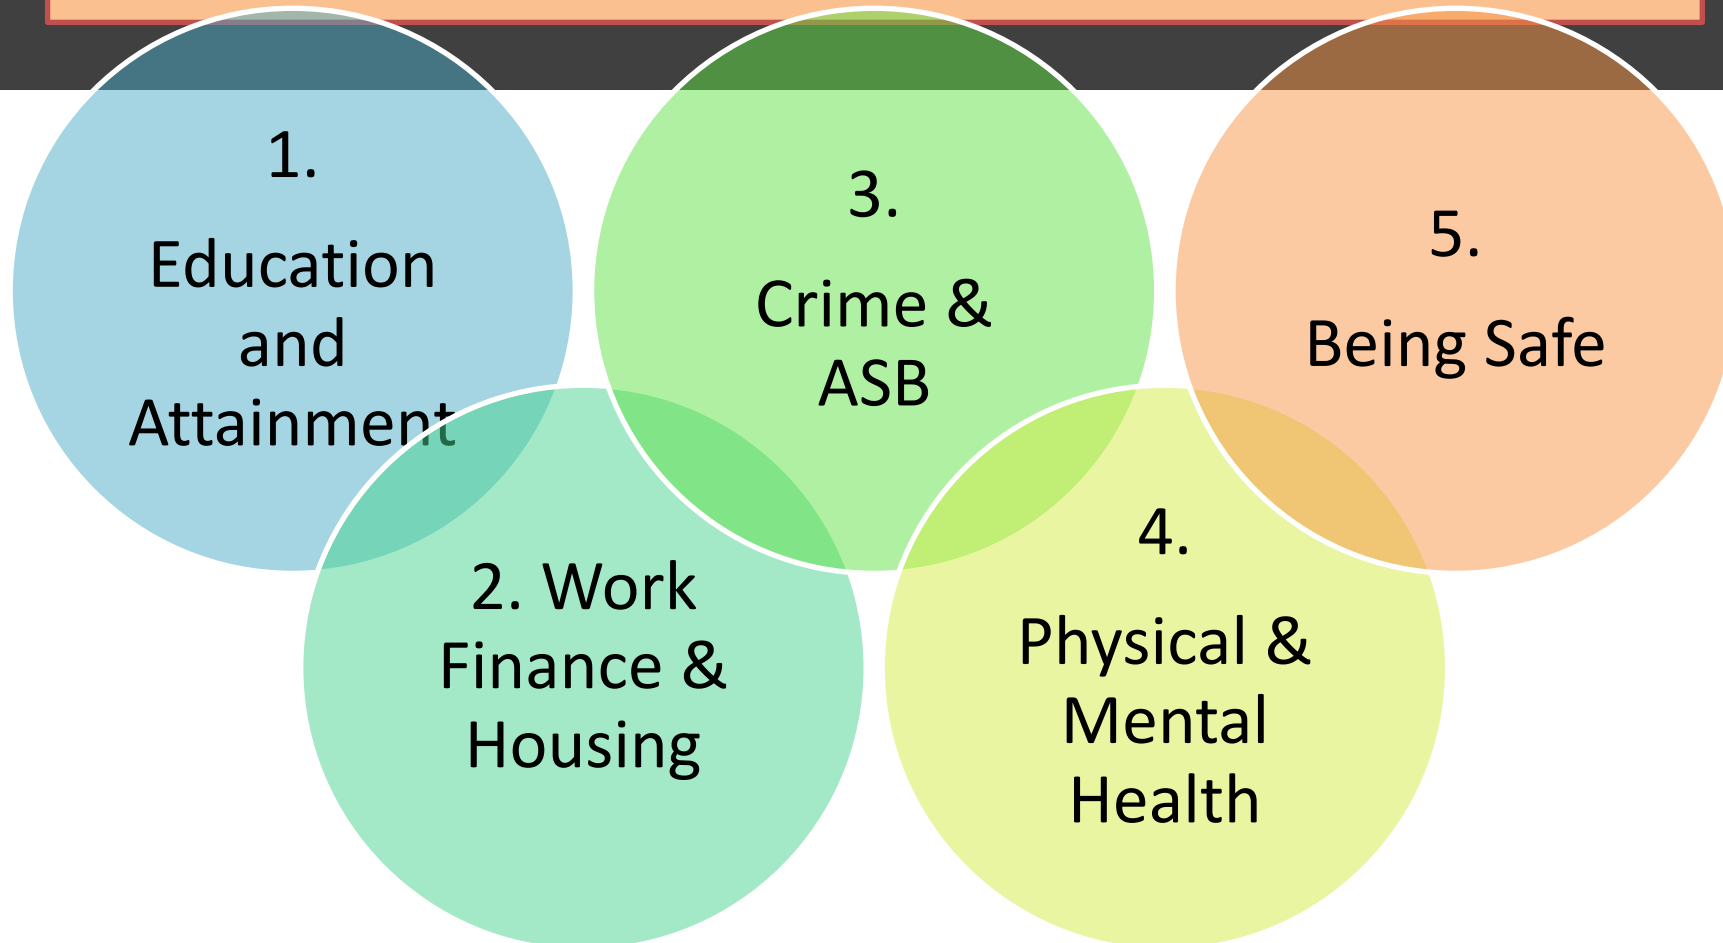 1.
Education
and
Attainment
2. Work
Finance &
Housing
3.
Crime &
ASB
4.
Physical &
Mental
Health
5.
Being Safe